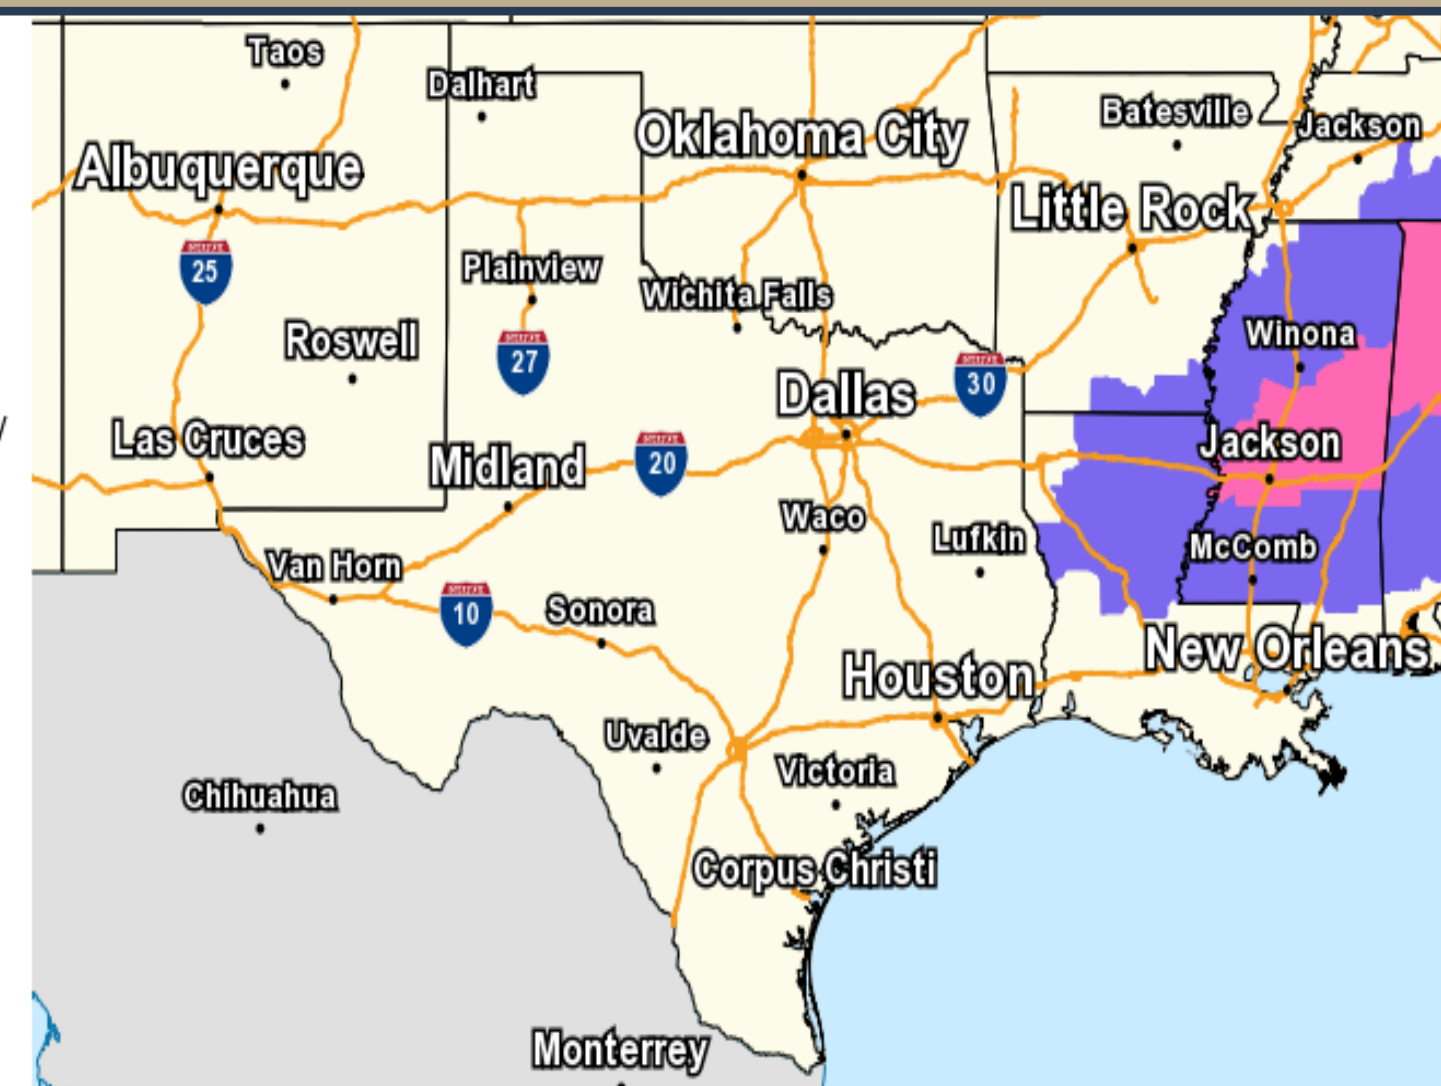 Taos
Dalhart
Oklahoma City
Batesville
Jackson
Albuquerque
Little Rock
25
Plainview
Wichita Falls
Roswell
27
Winona
30
Dallas
/
Las Cruces
Midland
20
Jackson
Waco
Lufkin
McComb
Van Horn
10
Sonora
New Orleans
Houston
Uvalde
Victoria
Chihuahua
Corpus Christi
Monterrey